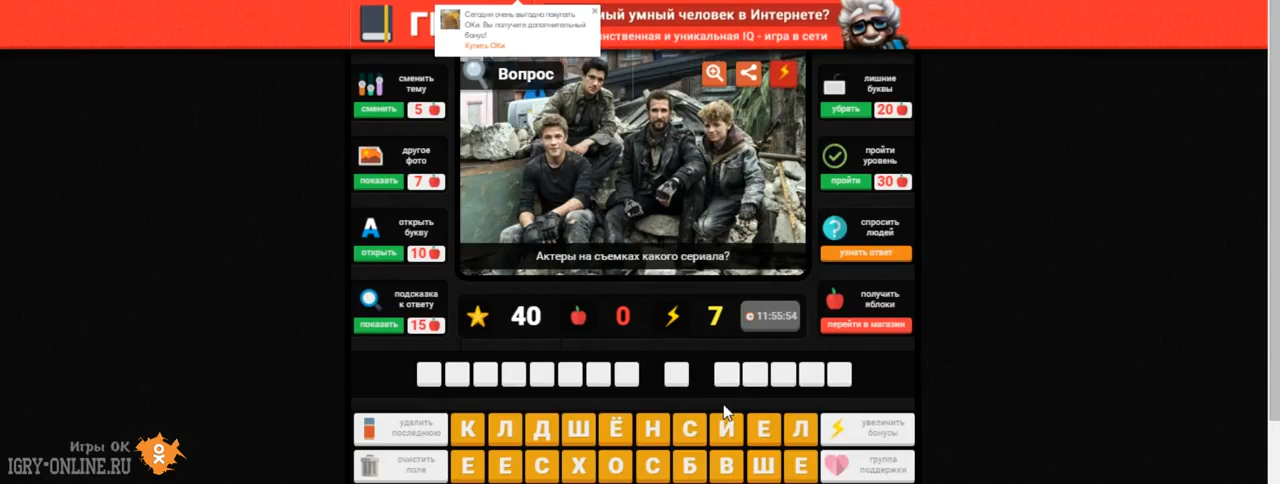 Сегодня очень выгодно покупать
ОКи. Вы получите дополнительный
бонус!
Купить ОКи
мый умный человек в Интернете?
нственная и уникальная IQ - игра в сети
Вопрос
сменить
тему
сменить 5
другое
фото
показать 7
открыть
букву
открыть 10
подсказка
к ответу
показать 15
Актеры на съемках какого сериала?
40 0 7 11:55:54
лишние
буквы
убрать 20
пройти
уровень
пройти 30
спросить
людей
узнать ответ
получить
яблоки
перейти в магазин
удалить
последнюю
К Л Д Ш Ё Н С И Е Л
увеличить
бонусы
очистить
поле
Е Е С Х О С Б В Ш Е
группа
поддержки
Игры ОК
IGRY-ONLINE.RU
OK